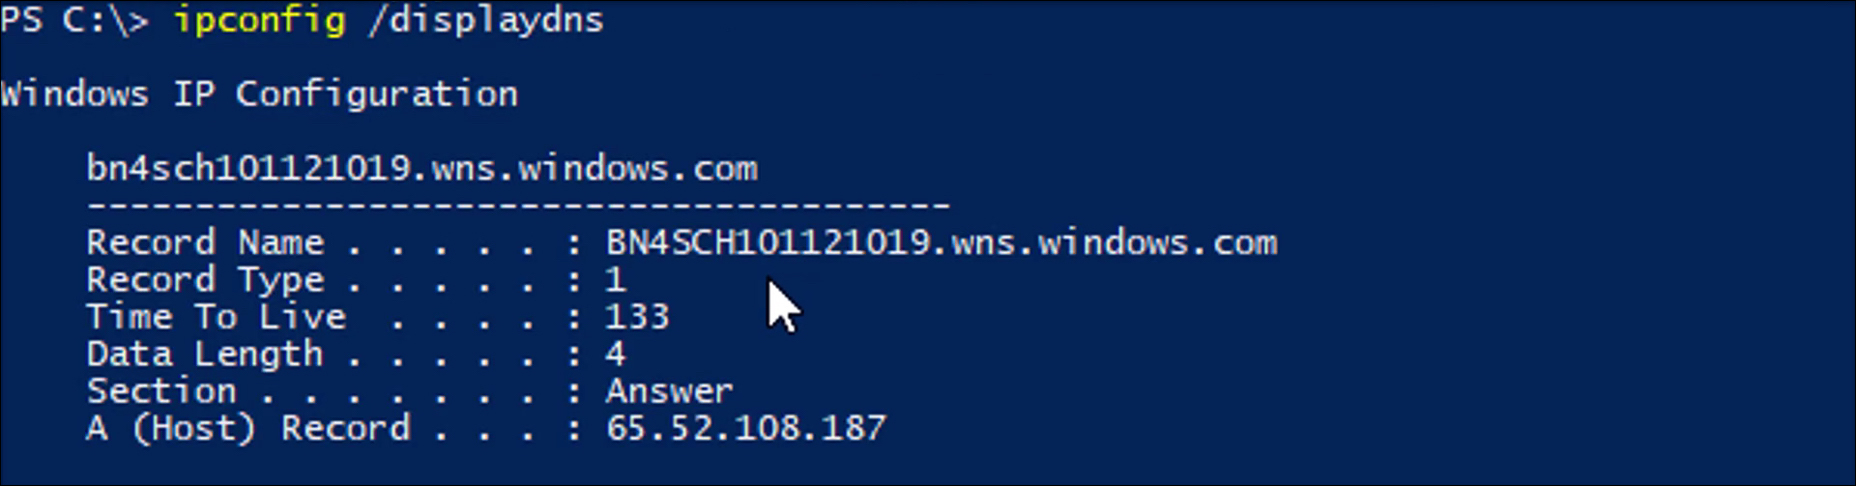 PS C:\> ipconfig /displaydns
Windows IP Configuration
bn4sch101121019.wns.windows.com
----------------------------------------
Record Name . . . . . : BN4SCH101121019.wns.windows.com
Record Type . . . . . : 1
Time To Live  . . . . : 133
Data Length . . . . . : 4
Section . . . . . . . : Answer
A (Host) Record . . . : 65.52.108.187